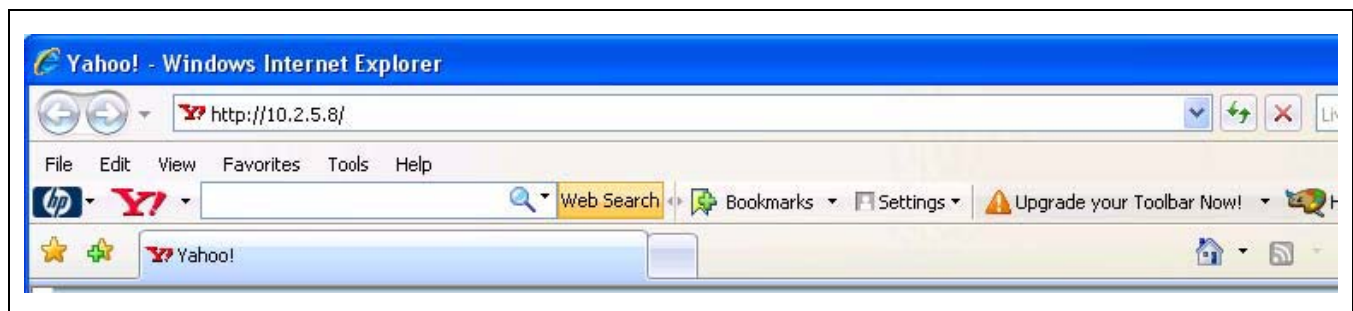 Yahoo! - Windows Internet Explorer
http://10.2.5.8/
File Edit View Favorites Tools Help
hp Y! Web Search Bookmarks Settings Upgrade your Toolbar Now!
Yahoo!